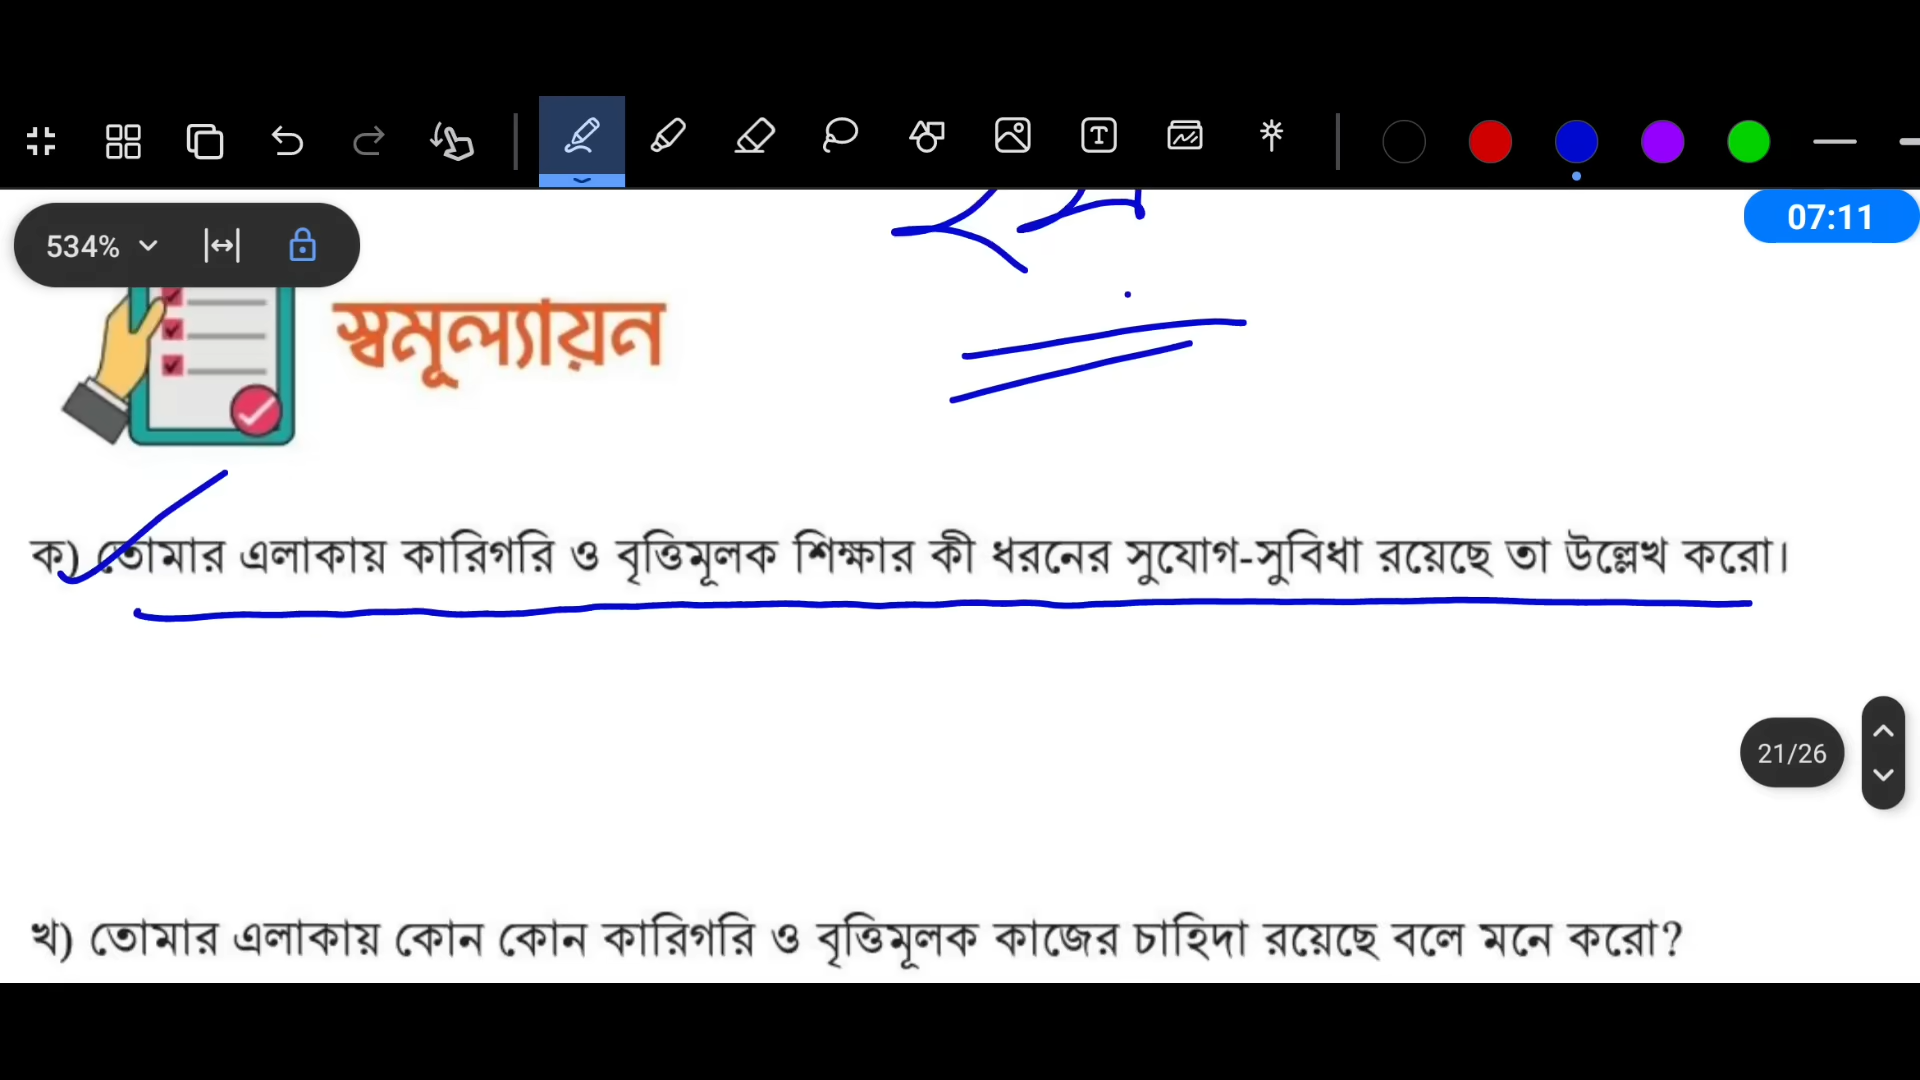 534%
07:11
স্বমূল্যায়ন
ক) তোমার এলাকায় কারিগরি ও বৃত্তিমূলক শিক্ষার কী ধরনের সুযোগ-সুবিধা রয়েছে তা উল্লেখ করো।
21/26
খ) তোমার এলাকায় কোন কোন কারিগরি ও বৃত্তিমূলক কাজের চাহিদা রয়েছে বলে মনে করো?